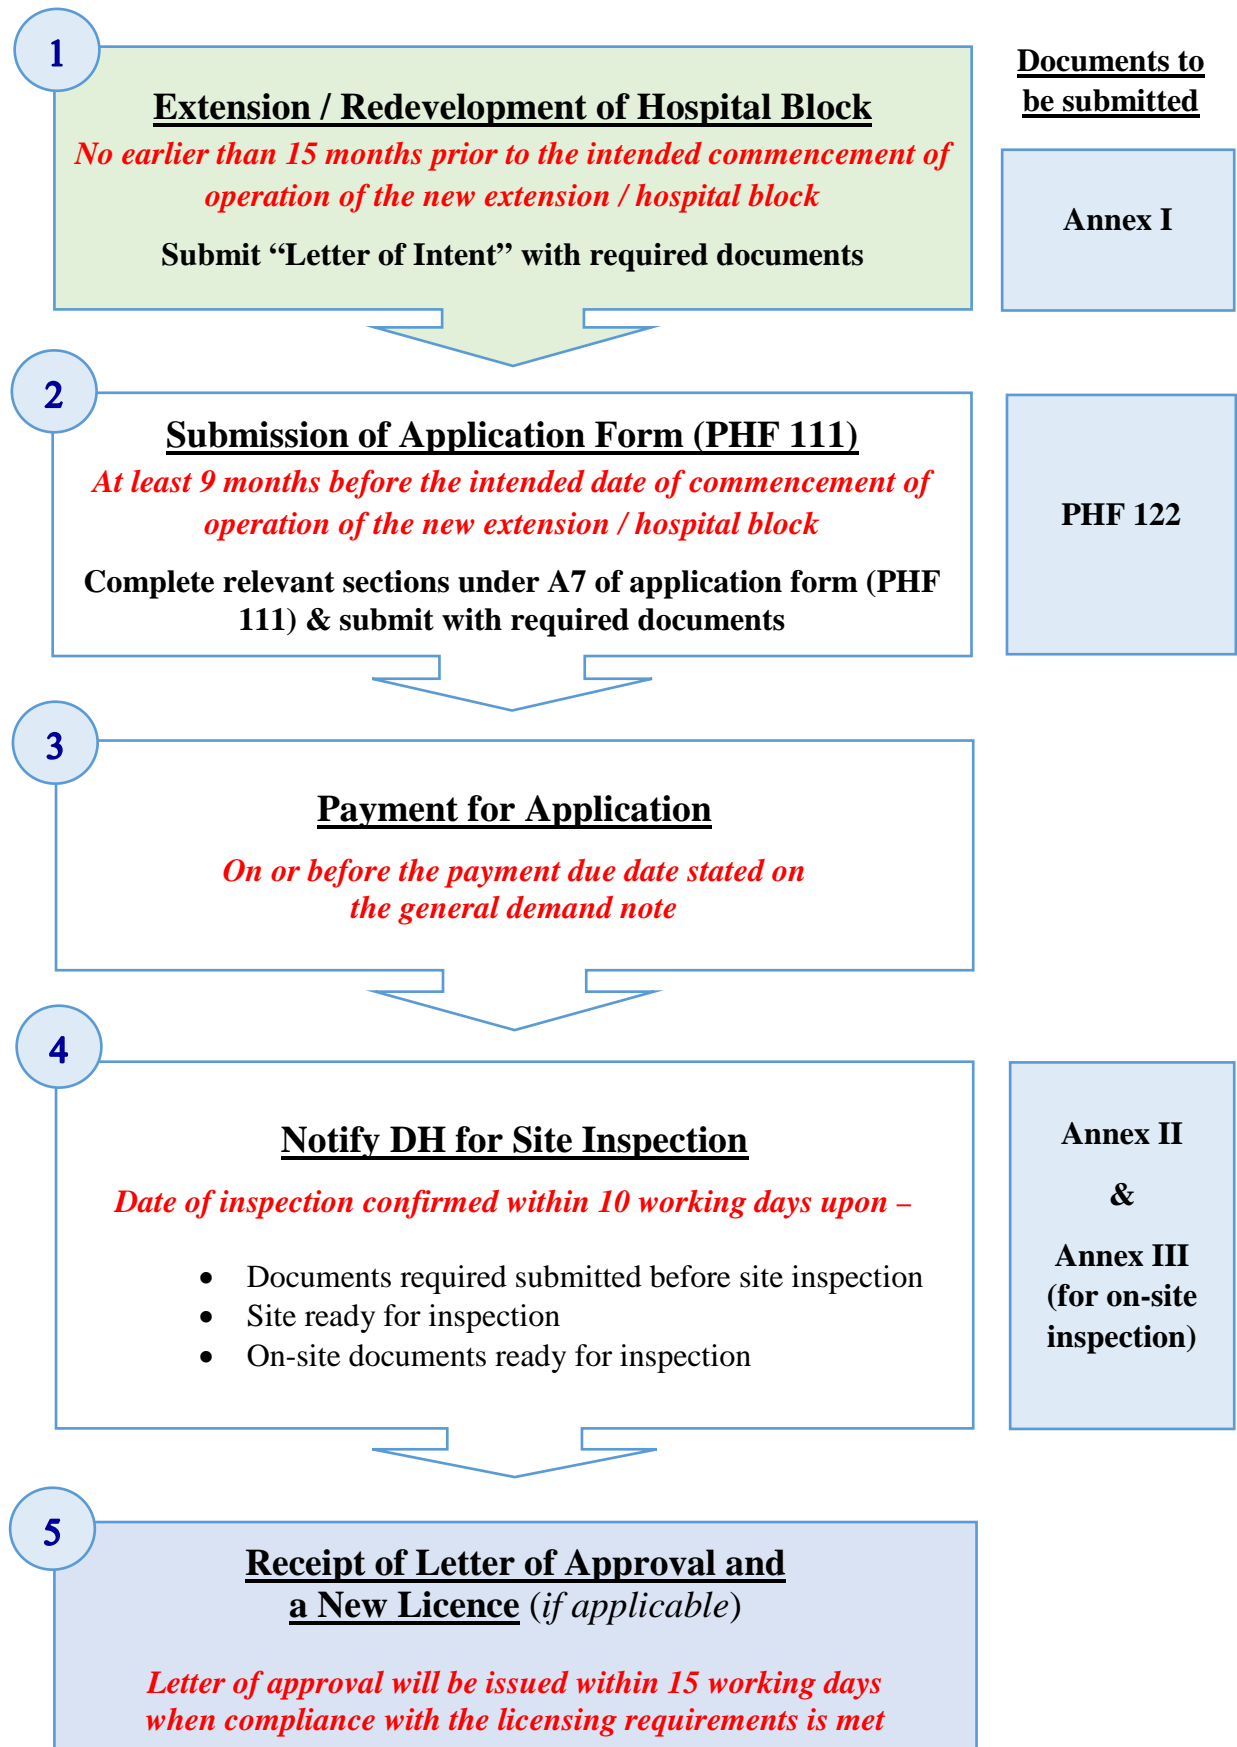 1
Documents to
be submitted
Extension / Redevelopment of Hospital Block
No earlier than 15 months prior to the intended commencement of
operation of the new extension / hospital block
Submit “Letter of Intent” with required documents
Annex I
2
Submission of Application Form (PHF 111)
At least 9 months before the intended date of commencement of
operation of the new extension / hospital block
Complete relevant sections under A7 of application form (PHF
111) & submit with required documents
PHF 122
3
Payment for Application
On or before the payment due date stated on
the general demand note
4
Notify DH for Site Inspection
Date of inspection confirmed within 10 working days upon –
• Documents required submitted before site inspection
• Site ready for inspection
• On-site documents ready for inspection
Annex II
&
Annex III
(for on-site
inspection)
5
Receipt of Letter of Approval and
a New Licence (if applicable)
Letter of approval will be issued within 15 working days
when compliance with the licensing requirements is met